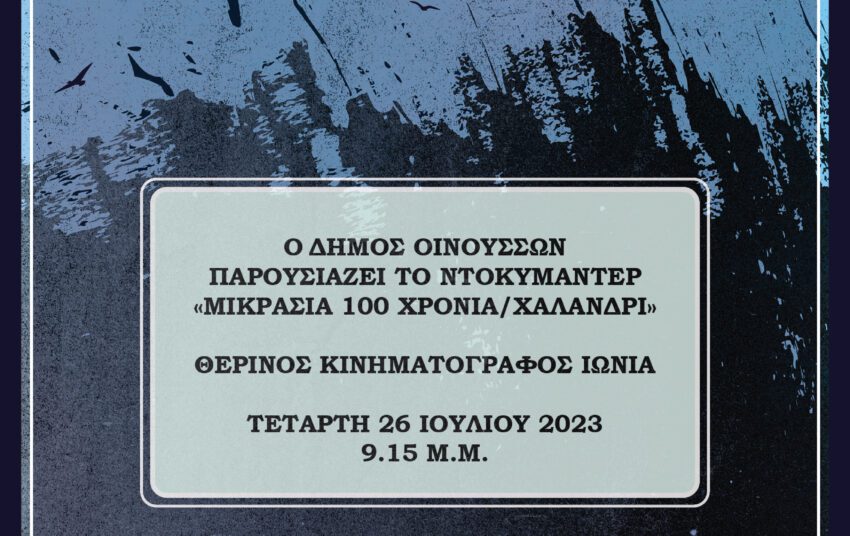 Ο ΔΗΜΟΣ ΟΙΝΟΥΣΣΩΝ
ΠΑΡΟΥΣΙΑΖΕΙ ΤΟ ΝΤΟΚΥΜΑΝΤΕΡ
«ΜΙΚΡΑΣΙΑ 100 ΧΡΟΝΙΑ/ΧΑΛΑΝΔΡΙ»
ΘΕΡΙΝΟΣ ΚΙΝΗΜΑΤΟΓΡΑΦΟΣ ΙΩΝΙΑ
ΤΕΤΑΡΤΗ 26 ΙΟΥΛΙΟΥ 2023
9.15 Μ.Μ.